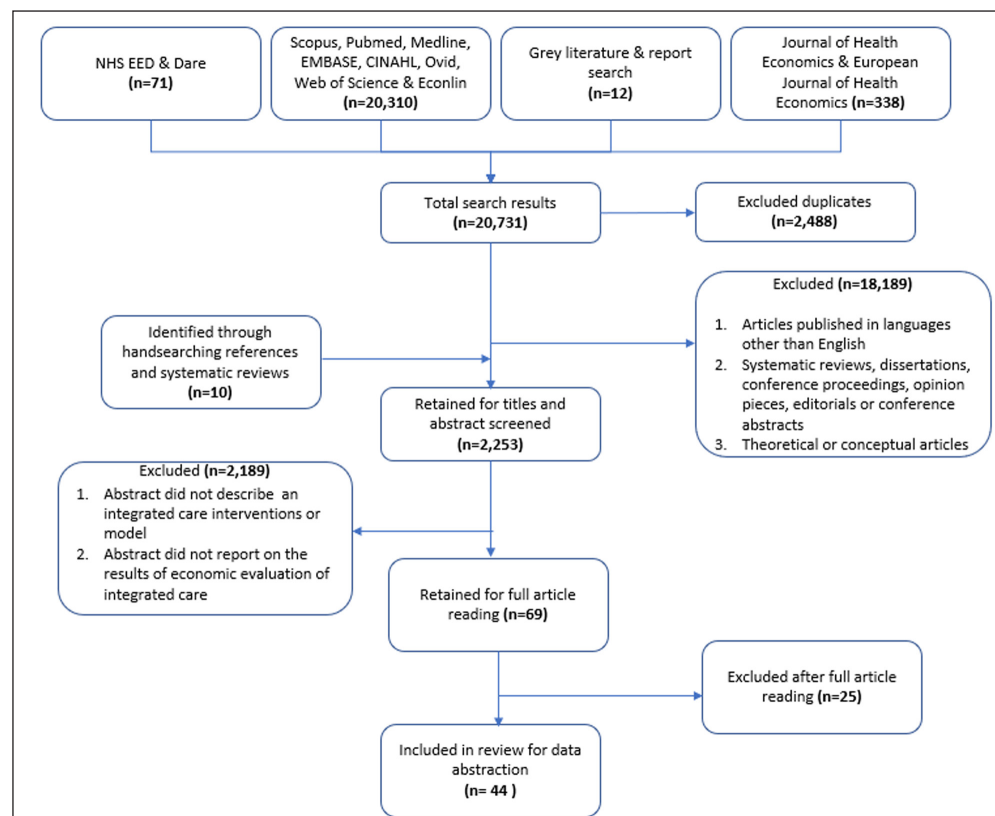 NHS EED & Dare
(n=71)
Scopus, Pubmed, Medline,
EMBASE, CINAHL, Ovid,
Web of Science & Econlin
(n=20,310)
Grey literature & report
search
(n=12)
Journal of Health
Economics & European
Journal of Health
Economics (n=338)
Total search results
(n=20,731)
Excluded duplicates
(n=2,488)
Excluded (n=18,189)
1. Articles published in languages
other than English
2. Systematic reviews, dissertations,
conference proceedings, opinion
pieces, editorials or conference
abstracts
3. Theoretical or conceptual articles
Identified through
handsearching references
and systematic reviews
(n=10)
Retained for titles and
abstract screened
(n=2,253)
Excluded (n=2,189)
1. Abstract did not describe an
integrated care interventions or
model
2. Abstract did not report on the
results of economic evaluation of
integrated care
Retained for full article
reading (n=69)
Excluded after full article
reading (n=25)
Included in review for data
abstraction
(n= 44 )